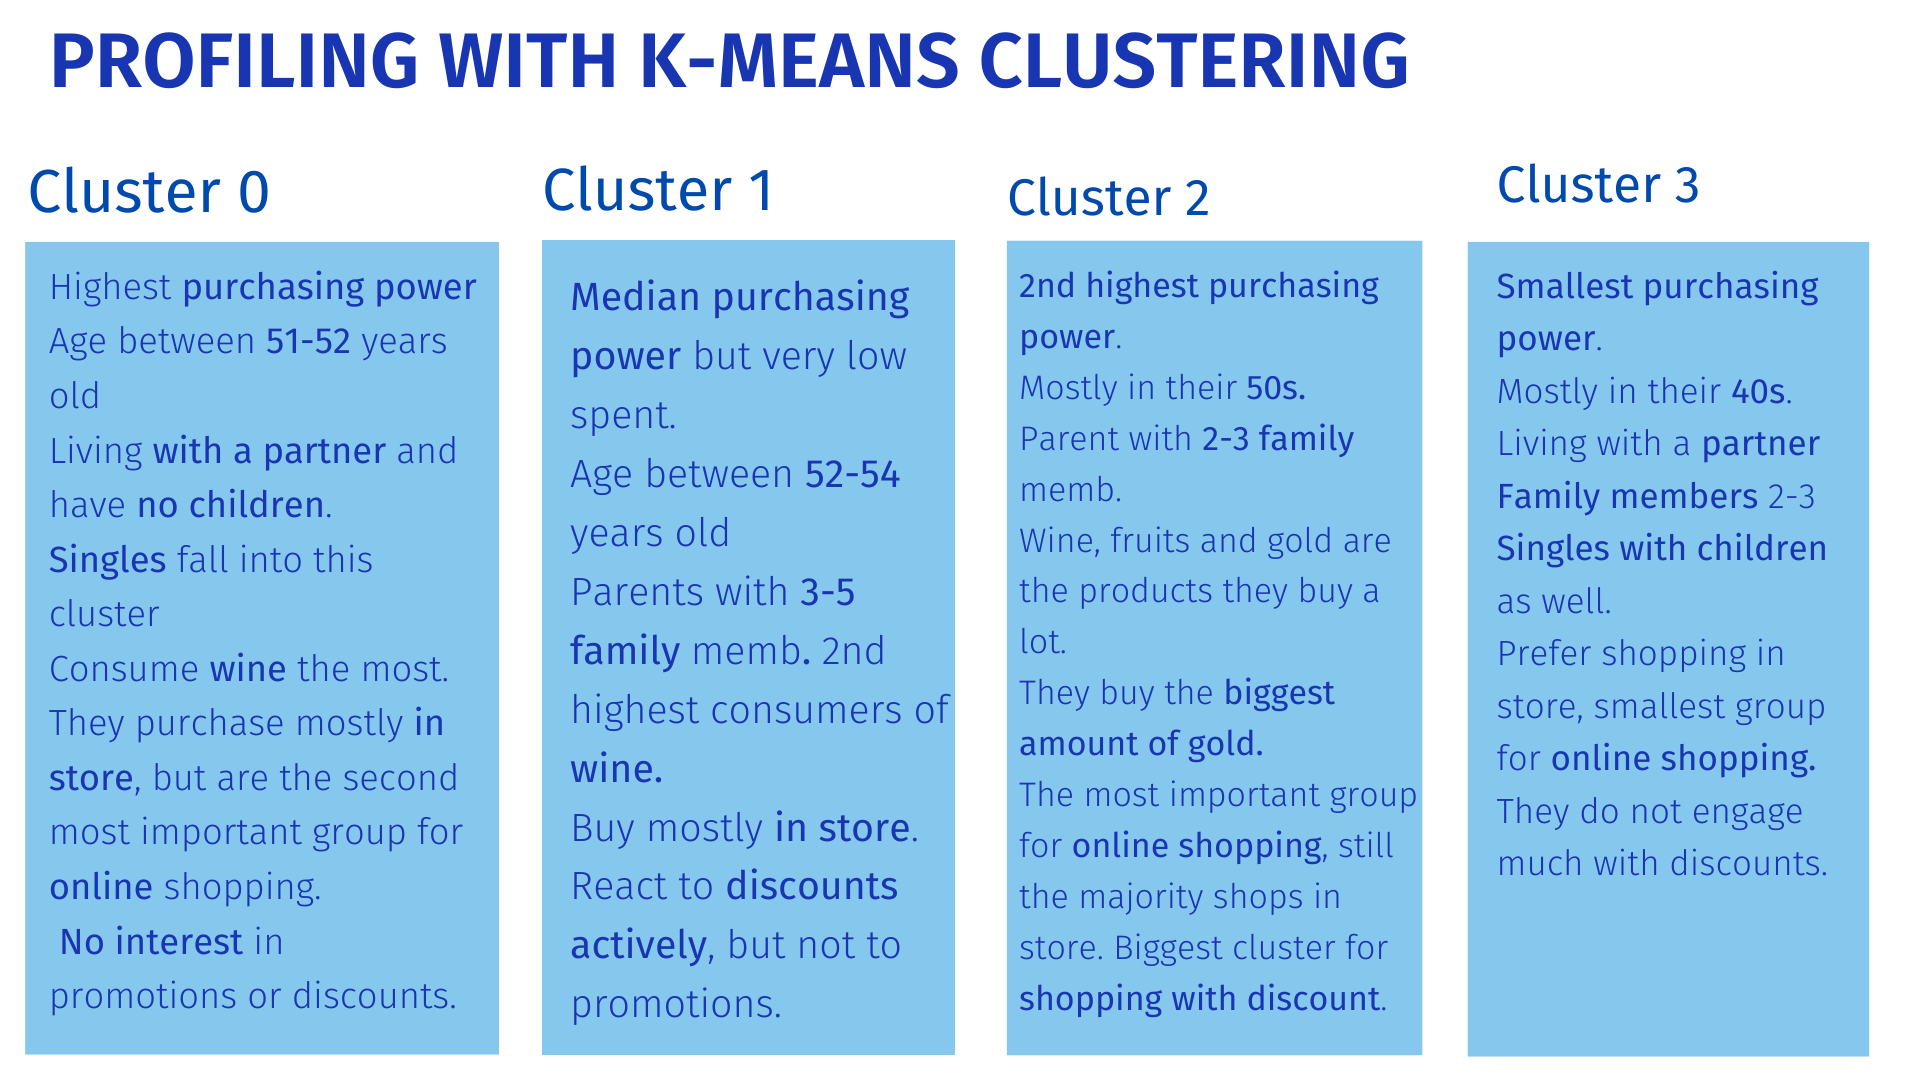 PROFILING WITH K-MEANS CLUSTERING
Cluster 0
Highest purchasing power
Age between 51-52 years
old
Living with a partner and
have no children.
Singles fall into this
cluster
Consume wine the most.
They purchase mostly in
store, but are the second
most important group for
online shopping.
No interest in
promotions or discounts.
Cluster 1
Median purchasing
power but very low
spent.
Age between 52-54
years old
Parents with 3-5
family memb. 2nd
highest consumers of
wine.
Buy mostly in store.
React to discounts
actively, but not to
promotions.
Cluster 2
2nd highest purchasing
power.
Mostly in their 50s.
Parent with 2-3 family
memb.
Wine, fruits and gold are
the products they buy a
lot.
They buy the biggest
amount of gold.
The most important group
for online shopping, still
the majority shops in
store. Biggest cluster for
shopping with discount.
Cluster 3
Smallest purchasing
power.
Mostly in their 40s.
Living with a partner
Family members 2-3
Singles with children
as well.
Prefer shopping in
store, smallest group
for online shopping.
They do not engage
much with discounts.